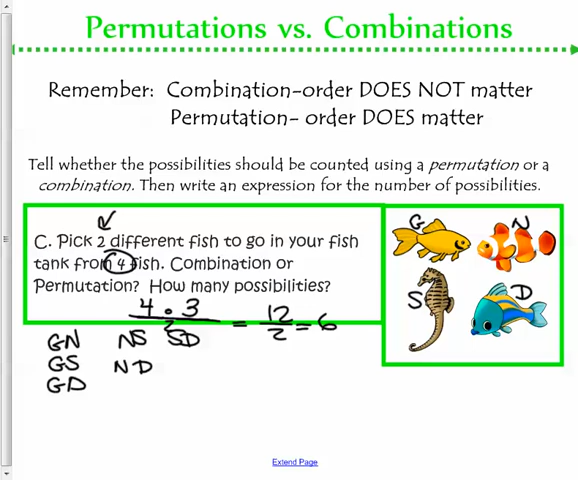 Permutations vs. Combinations
Remember: Combination-order DOES NOT matter
Permutation- order DOES matter
Tell whether the possibilities should be counted using a permutation or a
combination. Then write an expression for the number of possibilities.
C. Pick 2 different fish to go in your fish
tank from 4 fish. Combination or
Permutation? How many possibilities?
G N
S D
4 • 3
2
= 12
2
= 6
GN NS SD
GS ND
GD
Extend Page